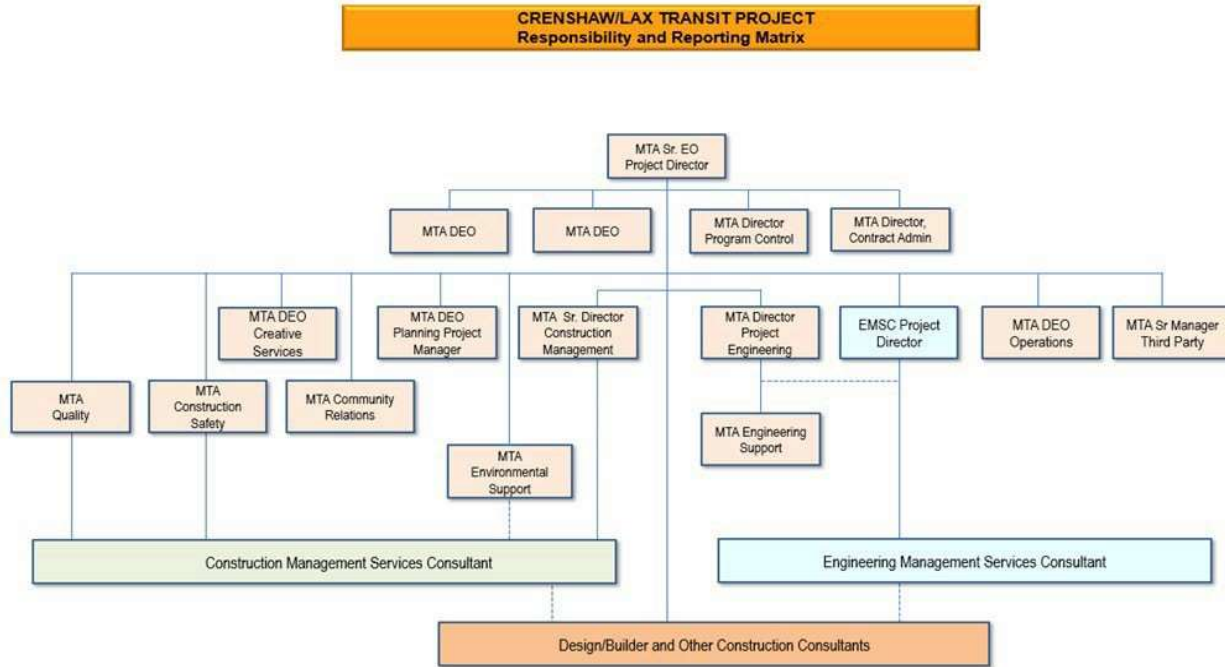 CRENSHAW/LAX TRANSIT PROJECT
Responsibility and Reporting Matrix
MTA Sr. EO
Project Director
MTA DEO
MTA DEO
MTA Director
Program Control
MTA Director,
Contract Admin
MTA DEO
Creative
Services
MTA DEO
Planning Project
Manager
MTA Sr. Director
Construction
Management
MTA Director
Project
Engineering
EMSC Project
Director
MTA DEO
Operations
MTA Sr Manager
Third Party
MTA
Quality
MTA
Construction
Safety
MTA Community
Relations
MTA Engineering
Support
MTA
Environmental
Support
Construction Management Services Consultant
Engineering Management Services Consultant
Design/Builder and Other Construction Consultants